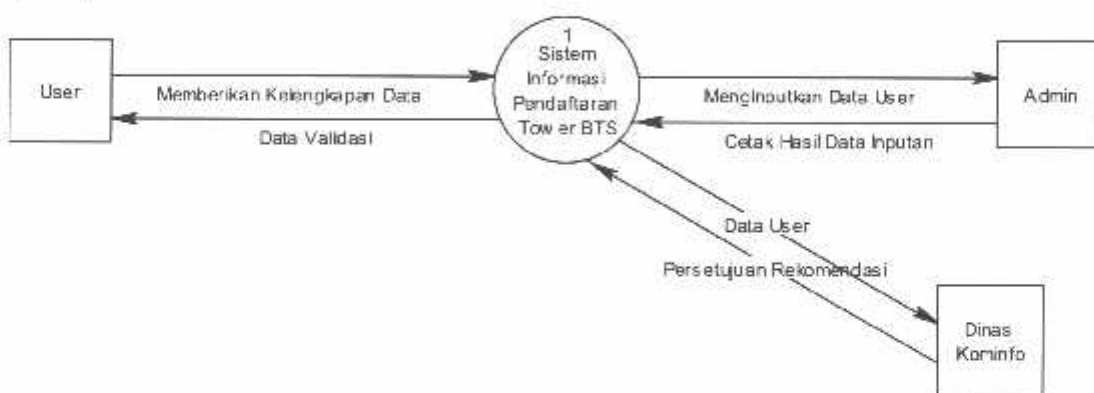 User
Memberikan Kelengkapan Data
Data Validasi
1
Sistem
Informasi
Pendaftaran
Tower BTS
Menginputkan Data User
Cetak Hasil Data Inputan
Admin
Data User
Persetujuan Rekomendasi
Dinas
Kominfo